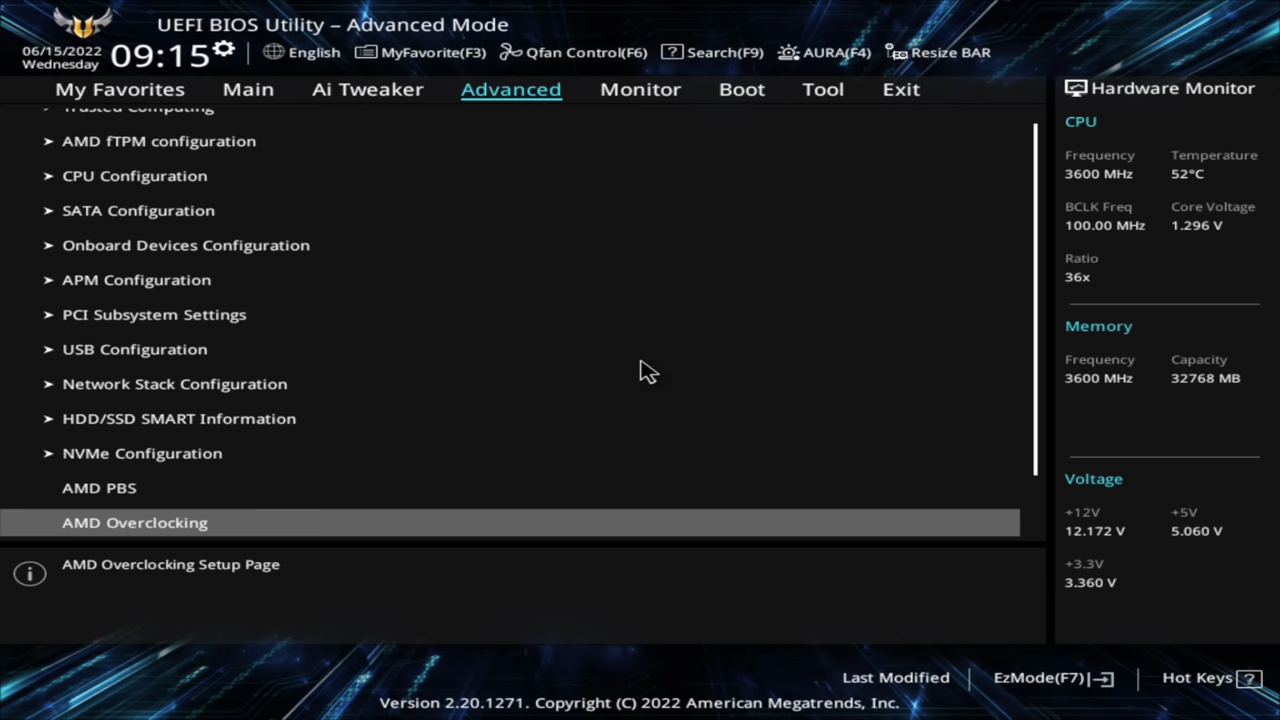 UEFI BIOS Utility – Advanced Mode
06/15/2022
Wednesday
09:15
English
MyFavorite(F3)
Qfan Control(F6)
? Search(F9)
AURA(F4)
Resize BAR
My Favorites
Main
Ai Tweaker
Advanced
Monitor
Boot
Tool
Exit
Trusted Computing
AMD fTPM configuration
CPU Configuration
SATA Configuration
Onboard Devices Configuration
APM Configuration
PCI Subsystem Settings
USB Configuration
Network Stack Configuration
HDD/SSD SMART Information
NVMe Configuration
AMD PBS
AMD Overclocking
AMD Overclocking Setup Page
Hardware Monitor
CPU
Frequency Temperature
3600 MHz 52°C
BCLK Freq Core Voltage
100.00 MHz 1.296 V
Ratio
36x
Memory
Frequency Capacity
3600 MHz 32768 MB
Voltage
+12V +5V
12.172 V 5.060 V
+3.3V
3.360 V
Last Modified
EzMode(F7)
Hot Keys ?
Version 2.20.1271. Copyright (C) 2022 American Megatrends, Inc.